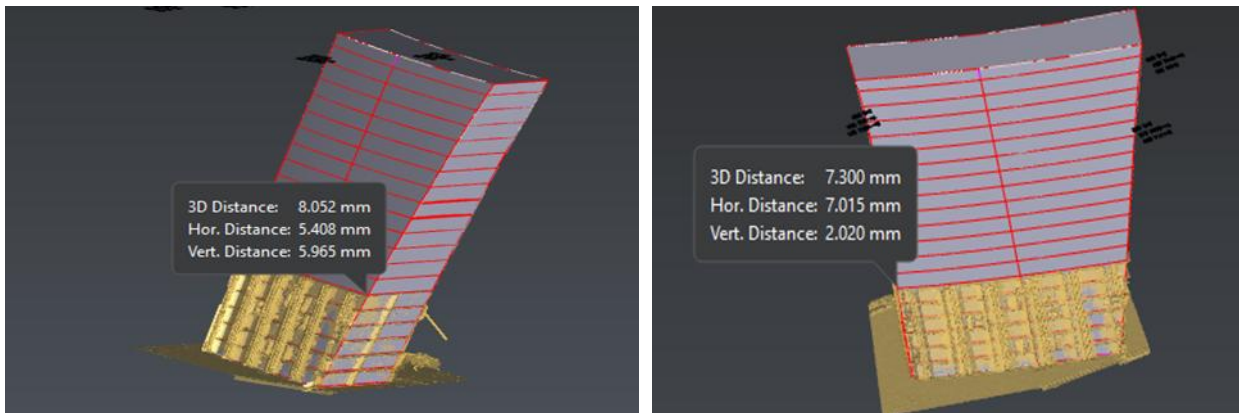 3D Distance: 8.052 mm
Hor. Distance: 5.408 mm
Vert. Distance: 5.965 mm
3D Distance: 7.300 mm
Hor. Distance: 7.015 mm
Vert. Distance: 2.020 mm